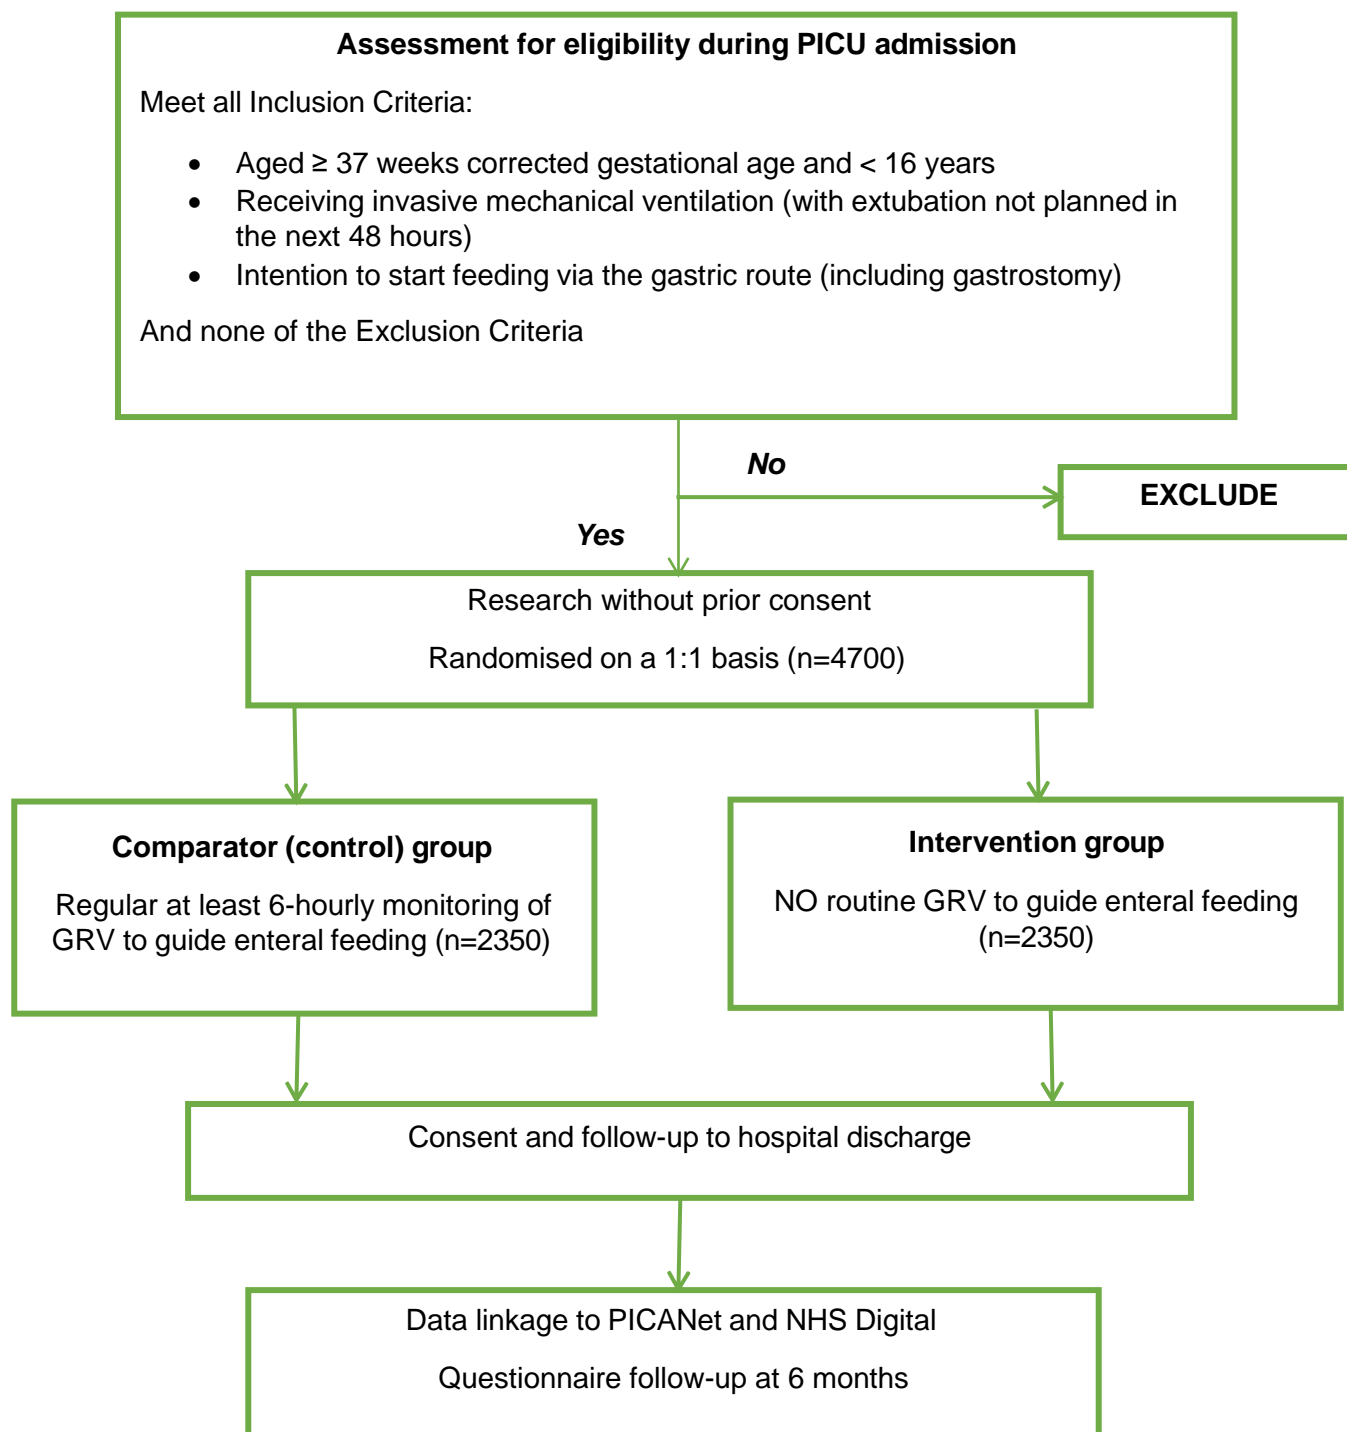 Assessment for eligibility during PICU admission
Meet all Inclusion Criteria:
• Aged ≥ 37 weeks corrected gestational age and < 16 years
• Receiving invasive mechanical ventilation (with extubation not planned in
the next 48 hours)
• Intention to start feeding via the gastric route (including gastrostomy)
And none of the Exclusion Criteria
No
EXCLUDE
Yes
Research without prior consent
Randomised on a 1:1 basis (n=4700)
Comparator (control) group
Regular at least 6-hourly monitoring of
GRV to guide enteral feeding (n=2350)
Intervention group
NO routine GRV to guide enteral feeding
(n=2350)
Consent and follow-up to hospital discharge
Data linkage to PICANet and NHS Digital
Questionnaire follow-up at 6 months